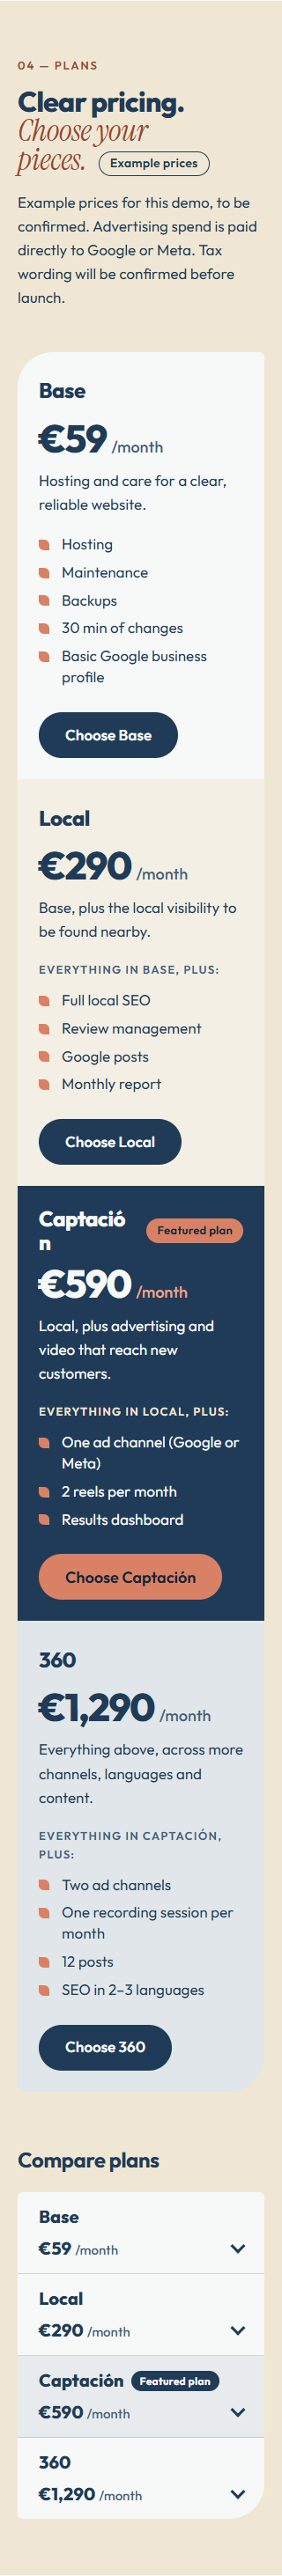 04 — PLANS
Clear pricing.
Choose your
pieces. Example prices
Example prices for this demo, to be
confirmed. Advertising spend is paid
directly to Google or Meta. Tax
wording will be confirmed before
launch.
Base
€59 /month
Hosting and care for a clear,
reliable website.
Hosting
Maintenance
Backups
30 min of changes
Basic Google business
profile
Choose Base
Local
€290 /month
Base, plus the local visibility to
be found nearby.
EVERYTHING IN BASE, PLUS:
Full local SEO
Review management
Google posts
Monthly report
Choose Local
Captació
n
Featured plan
€590 /month
Local, plus advertising and
video that reach new
customers.
EVERYTHING IN LOCAL, PLUS:
One ad channel (Google or
Meta)
2 reels per month
Results dashboard
Choose Captación
360
€1,290 /month
Everything above, across more
channels, languages and
content.
EVERYTHING IN CAPTACIÓN,
PLUS:
Two ad channels
One recording session per
month
12 posts
SEO in 2–3 languages
Choose 360
Compare plans
Base
€59 /month
Local
€290 /month
Captación Featured plan
€590 /month
360
€1,290 /month